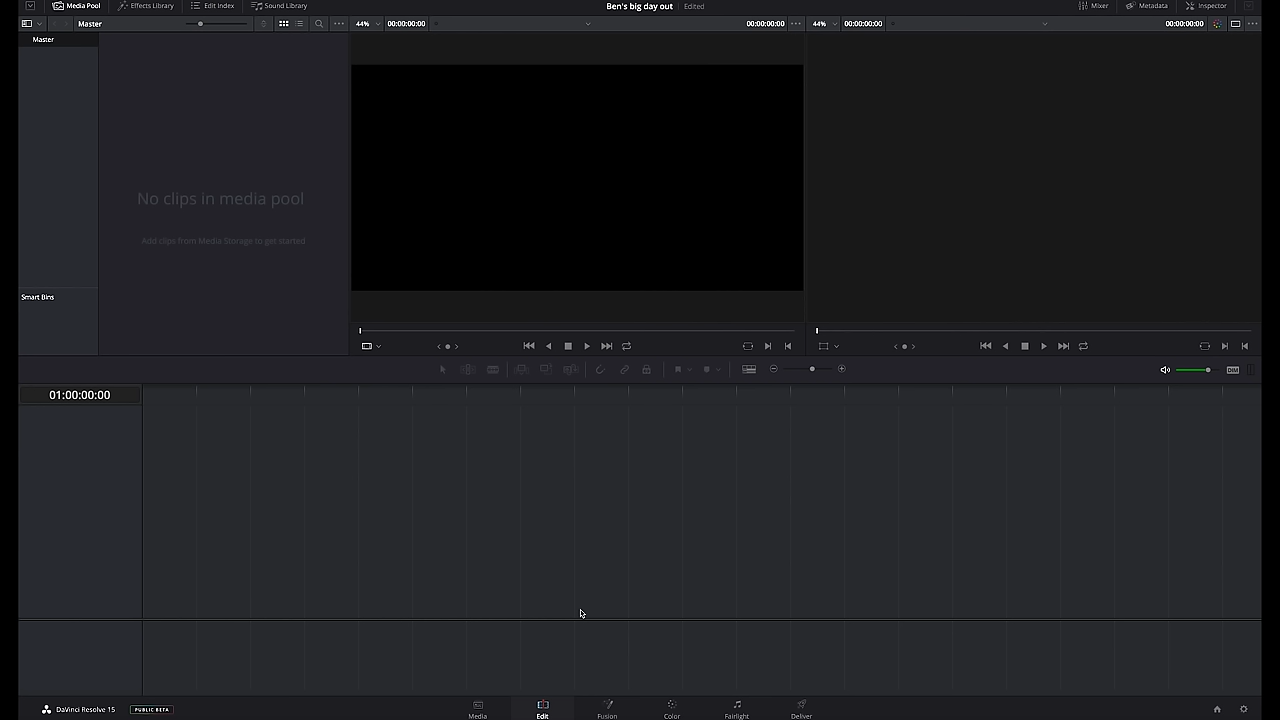 Media Pool Effects Library Edit Index Sound Library Ben's big day out Edited Mixer Metadata Inspector
Master 44% 00:00:00:00 00:00:00:00 44% 00:00:00:00 00:00:00:00
Master
No clips in media pool
Add clips from Media Storage to get started
Smart Bins
DIM
01:00:00:00
DaVinci Resolve 15 PUBLIC BETA Media Edit Fusion Color Fairlight Deliver